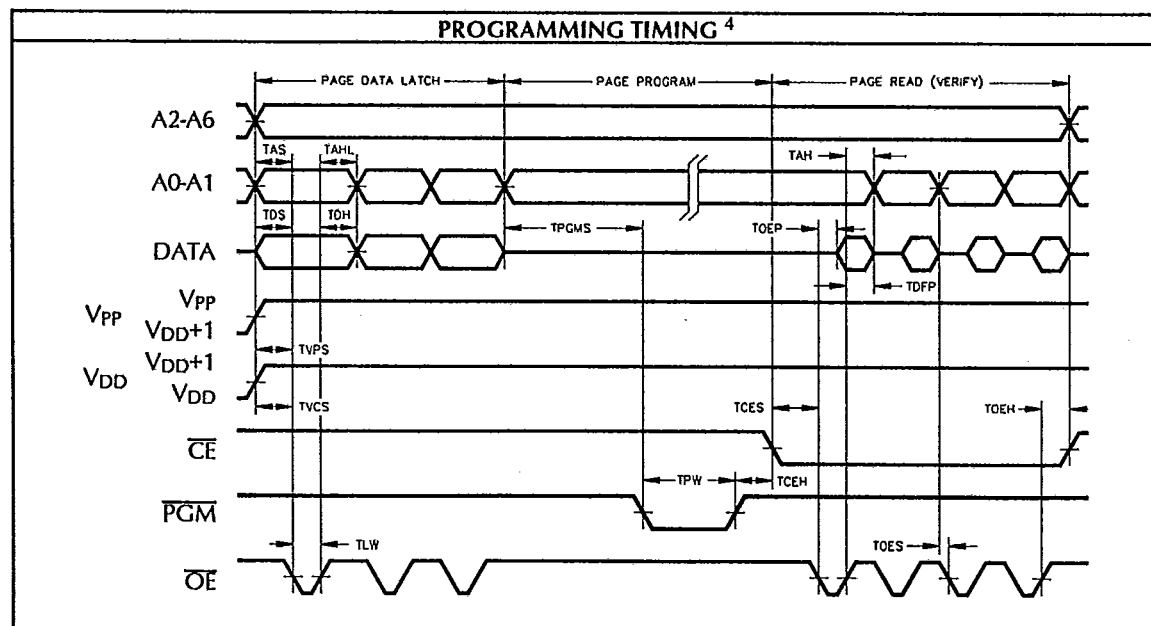 PROGRAMMING TIMING 4
PAGE DATA LATCH PAGE PROGRAM PAGE READ (VERIFY)
A2-A6
TAS TAHL TAH
A0-A1
TDS TDH TPGMS TOEP
DATA
TDFP
VPP VPP
VDD+1
TVPS
VDD VDD+1
VDD
TVCS TCES TOEH
CE
TPW TCEH
PGM
TLW TOES
OE